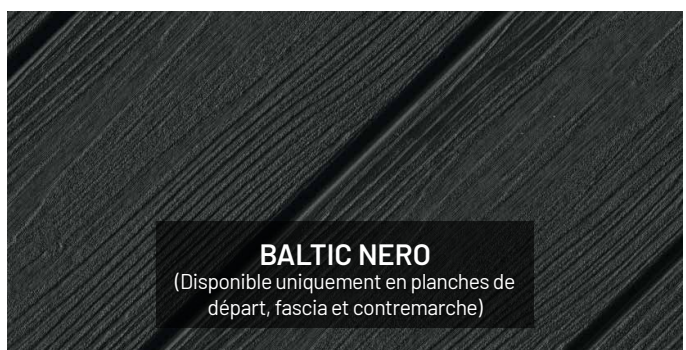 BALTIC NERO
(Disponible uniquement en planches de
départ, fascia et contremarche)